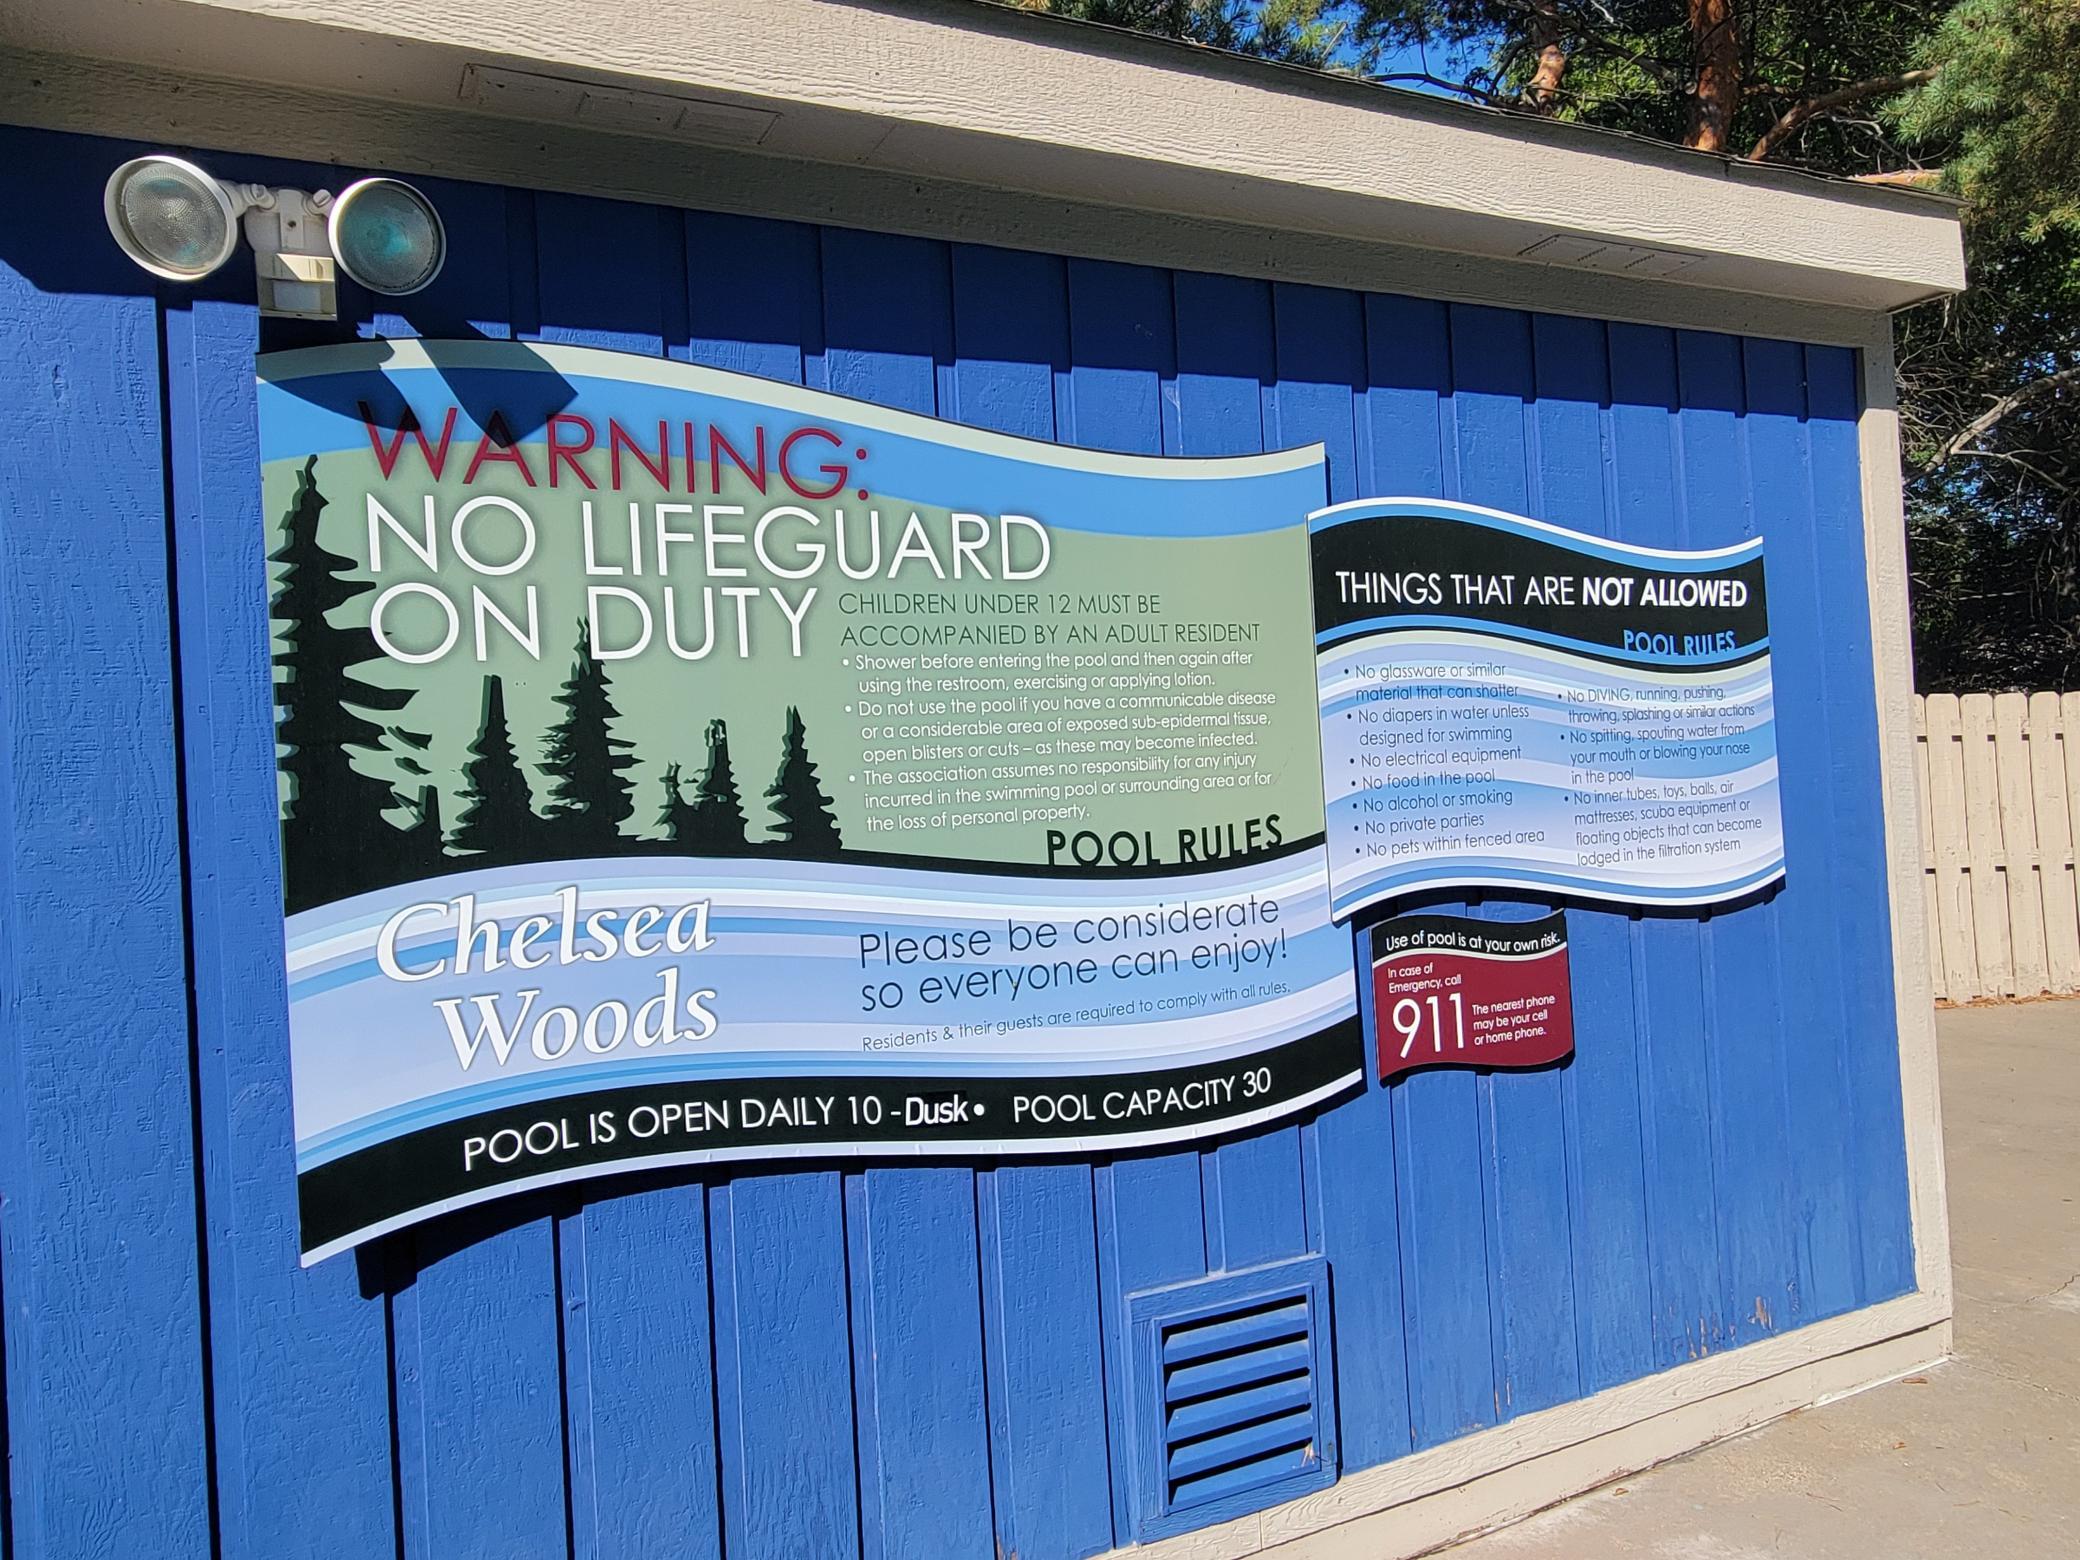 WARNING:
NO LIFEGUARD
ON DUTY
CHILDREN UNDER 12 MUST BE
ACCOMPANIED BY AN ADULT RESIDENT
• Shower before entering the pool and then again after
using the restroom, exercising or applying lotion.
• Do not use the pool if you have a communicable disease
or a considerable area of exposed sub-epidermal tissue,
open blisters or cuts – as these may become infected.
• The association assumes no responsibility for any injury
incurred in the swimming pool or surrounding area or for
the loss of personal property.
POOL RULES
Chelsea
Woods
Please be considerate
so everyone can enjoy!
Residents & their guests are required to comply with all rules.
POOL IS OPEN DAILY 10 - Dusk • POOL CAPACITY 30
THINGS THAT ARE NOT ALLOWED
POOL RULES
• No glassware or similar
material that can shatter
• No diapers in water unless
designed for swimming
• No electrical equipment
• No food in the pool
• No alcohol or smoking
• No private parties
• No pets within fenced area
• No DIVING, running, pushing,
throwing, splashing or similar actions
• No spitting, spouting water from
your mouth or blowing your nose
in the pool
• No inner tubes, toys, balls, air
mattresses, scuba equipment or
floating objects that can become
lodged in the filtration system
Use of pool is at your own risk.
In case of
Emergency, call
911
The nearest phone
may be your cell
or home phone.